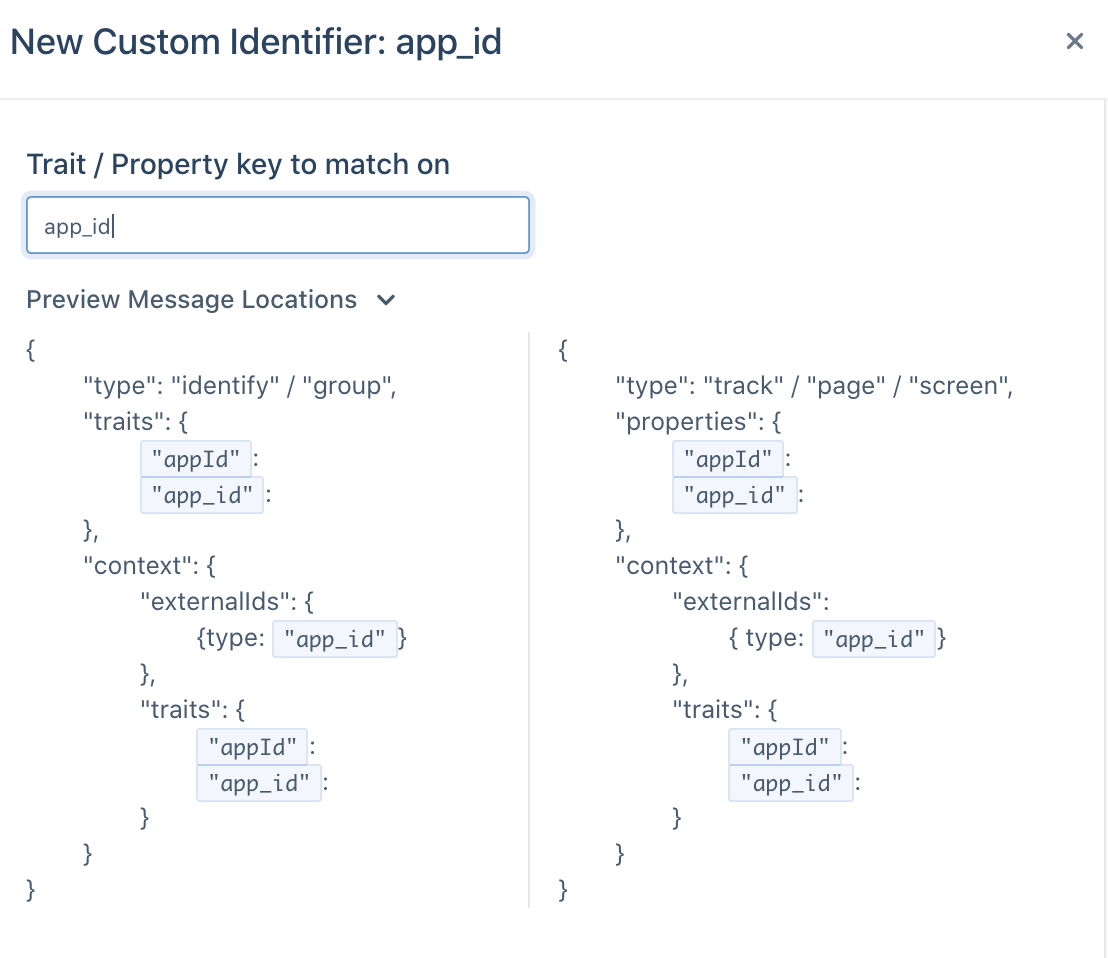 New Custom Identifier: app_id
Trait / Property key to match on
app_id
Preview Message Locations
{
"type": "identify" / "group",
"traits": {
"appId" :
"app_id" :
},
"context": {
"externalIds": {
{type: "app_id" }
},
"traits": {
"appId" :
"app_id" :
}
}
}
{
"type": "track" / "page" / "screen",
"properties": {
"appId" :
"app_id" :
},
"context": {
"externalIds":
{ type: "app_id" }
},
"traits": {
"appId" :
"app_id" :
}
}
}